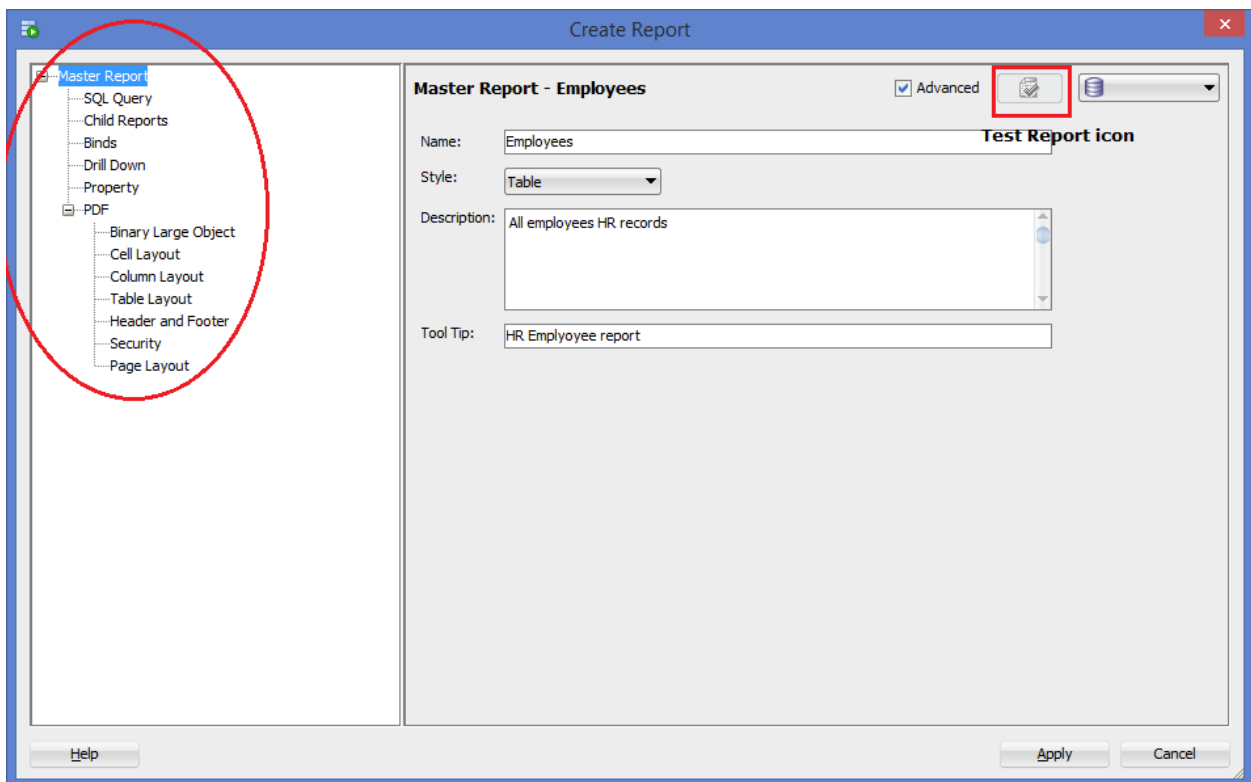 Create Report
Master Report
SQL Query
Child Reports
Binds
Drill Down
Property
PDF
Binary Large Object
Cell Layout
Column Layout
Table Layout
Header and Footer
Security
Page Layout
Master Report - Employees
Advanced
Test Report icon
Name: Employees
Style: Table
Description: All employees HR records
Tool Tip: HR Emplyoyee report
Help
Apply
Cancel